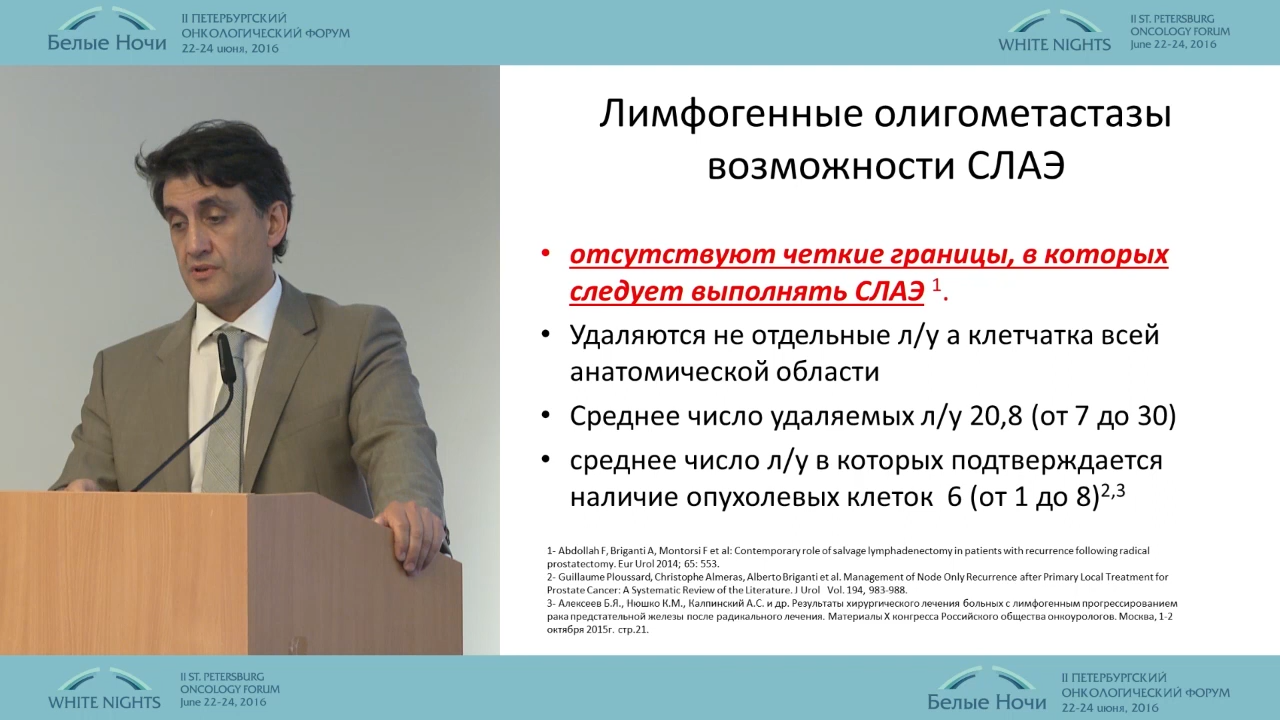 Белые Ночи
II ПЕТЕРБУРГСКИЙ
ОНКОЛОГИЧЕСКИЙ ФОРУМ
22-24 июня, 2016
WHITE NIGHTS
II ST. PETERSBURG
ONCOLOGY FORUM
June 22-24, 2016
Лимфогенные олигометастазы
возможности СЛАЭ
• отсутствуют четкие границы, в которых
следует выполнять СЛАЭ 1.
• Удаляются не отдельные л/у а клетчатка всей
анатомической области
• Среднее число удаляемых л/у 20,8 (от 7 до 30)
• среднее число л/у в которых подтверждается
наличие опухолевых клеток 6 (от 1 до 8)2,3
1- Abdollah F, Briganti A, Montorsi F et al: Contemporary role of salvage lymphadenectomy in patients with recurrence following radical
prostatectomy. Eur Urol 2014; 65: 553.
2- Guillaume Ploussard, Christophe Almeras, Alberto Briganti et al. Management of Node Only Recurrence after Primary Local Treatment for
Prostate Cancer: A Systematic Review of the Literature. J Urol Vol. 194, 983-988.
3- Алексеев Б.Я., Нюшко К.М., Калпинский А.С. и др. Результаты хирургического лечения больных с лимфогенным прогрессированием
рака предстательной железы после радикального лечения. Материалы X конгресса Российского общества онкоурологов. Москва, 1-2
октября 2015г. стр.21.
WHITE NIGHTS
II ST. PETERSBURG
ONCOLOGY FORUM
June 22-24, 2016
Белые Ночи
II ПЕТЕРБУРГСКИЙ
ОНКОЛОГИЧЕСКИЙ ФОРУМ
22-24 июня, 2016